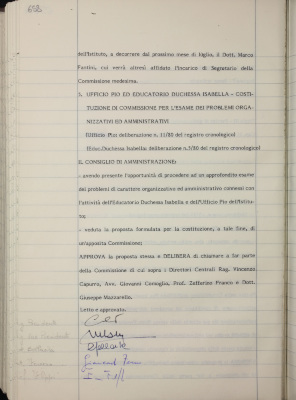 dell'Istituto, a decorrere dal prossimo mese di luglio, il Dott. Marco
Fantini, cui verrà altresì affidato l'incarico di Segretario della
Commissione medesima.
5. UFFICIO PIO ED EDUCATORIO DUCHESSA ISABELLA - COSTI-
TUZIONE DI COMMISSIONE PER L'ESAME DEI PROBLEMI ORGA-
NIZZATIVI ED AMMINISTRATIVI
(Ufficio Pio: deliberazione n. 11/80 del registro cronologico)
(Educ.Duchessa Isabella: deliberazione n.5/80 del registro cronologico)
IL CONSIGLIO DI AMMINISTRAZIONE:
- avendo presente l'opportunità di procedere ad un approfondito esame
dei problemi di carattere organizzativo ed amministrativo connessi con
l'attività dell'Educatorio Duchessa Isabella, e dell'Ufficio Pio dell'Istitu-
to;
- veduta la proposta formulata per la costituzione, a tale fine, di
un'apposita Commissione;
APPROVA la proposta stessa e DELIBERA di chiamare a far parte
della Commissione di cui sopra i Direttori Centrali Rag. Vincenzo
Capurro, Avv. Giovanni Comoglio, Prof. Zefferino Franco e Dott.
Giuseppe Mazzarello.
Letto e approvato.